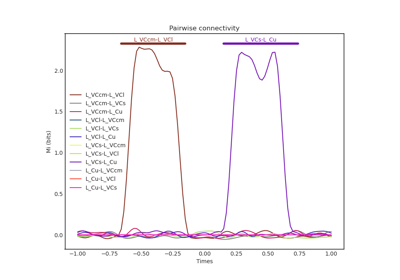 Pairwise connectivity
L_VCcm-L_VCl
L_VCs-L_Cu
2.0
1.5
1.0
0.5
0.0
MI (bits)
L_VCcm-L_VCl
L_VCcm-L_VCs
L_VCcm-L_Cu
L_VCl-L_VCcm
L_VCl-L_VCs
L_VCl-L_Cu
L_VCs-L_VCcm
L_VCs-L_VCl
L_VCs-L_Cu
L_Cu-L_VCcm
L_Cu-L_VCl
L_Cu-L_VCs
−1.00 −0.75 −0.50 −0.25 0.00 0.25 0.50 0.75 1.00
Times